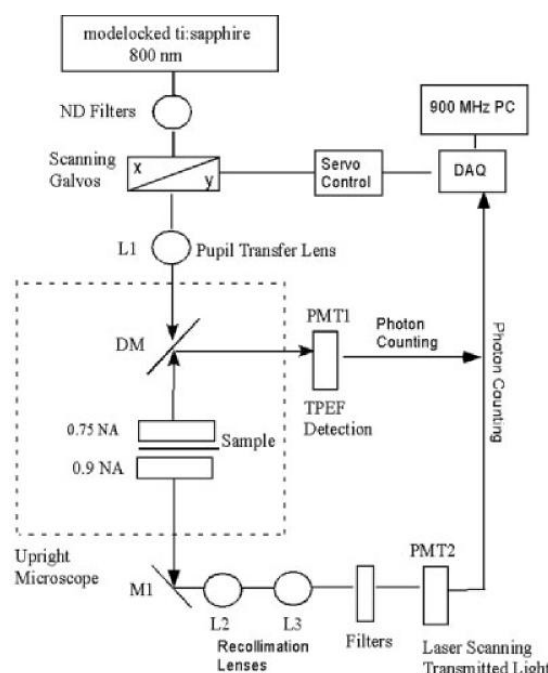 modelocked ti:sapphire
800 nm
ND Filters
900 MHz PC
Scanning
Galvos
x
y
Servo
Control
DAQ
L1
Pupil Transfer Lens
DM
PMT1
Photon
Counting
Photon Counting
TPEF
Detection
0.75 NA
Sample
0.9 NA
Upright
Microscope
M1
L2
L3
PMT2
Recollimation
Lenses
Filters
Laser Scanning
Transmitted Light